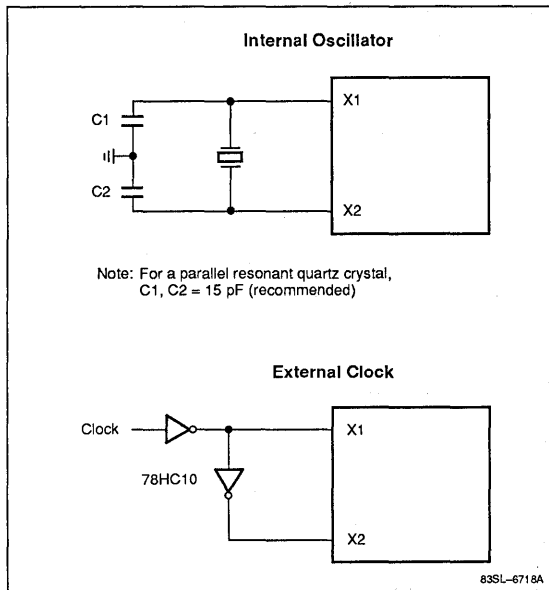 Internal Oscillator
X1
C1
C2
X2
Note: For a parallel resonant quartz crystal,
C1, C2 = 15 pF (recommended)
External Clock
Clock
X1
78HC10
X2
83SL–6718A